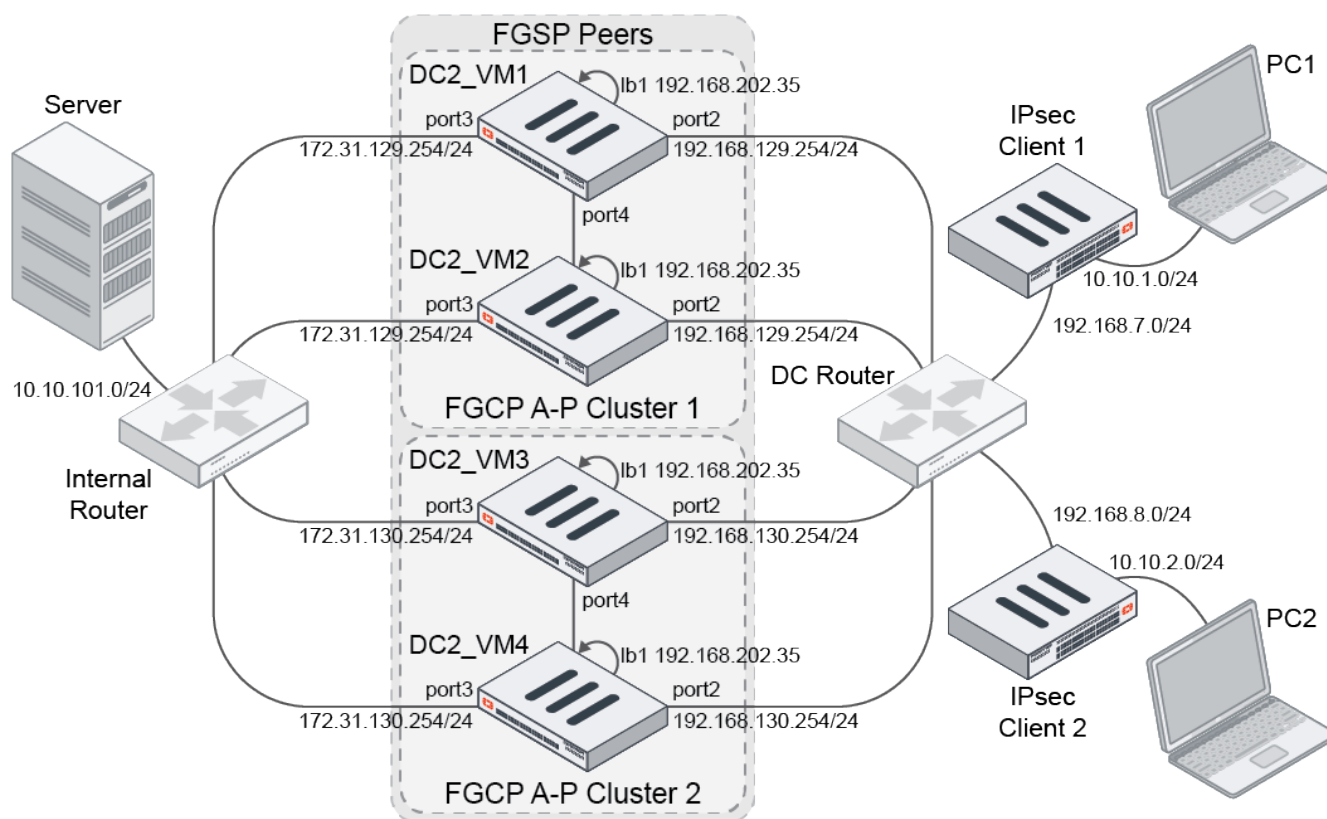 FGSP Peers
DC2_VM1
lb1 192.168.202.35
port3
port2
172.31.129.254/24
192.168.129.254/24
port4
DC2_VM2
lb1 192.168.202.35
port3
port2
172.31.129.254/24
192.168.129.254/24
FGCP A-P Cluster 1
DC2_VM3
lb1 192.168.202.35
port3
port2
172.31.130.254/24
192.168.130.254/24
port4
DC2_VM4
lb1 192.168.202.35
port3
port2
172.31.130.254/24
192.168.130.254/24
FGCP A-P Cluster 2
Server
10.10.101.0/24
Internal
Router
DC Router
IPsec
Client 1
PC1
10.10.1.0/24
192.168.7.0/24
192.168.8.0/24
10.10.2.0/24
IPsec
Client 2
PC2